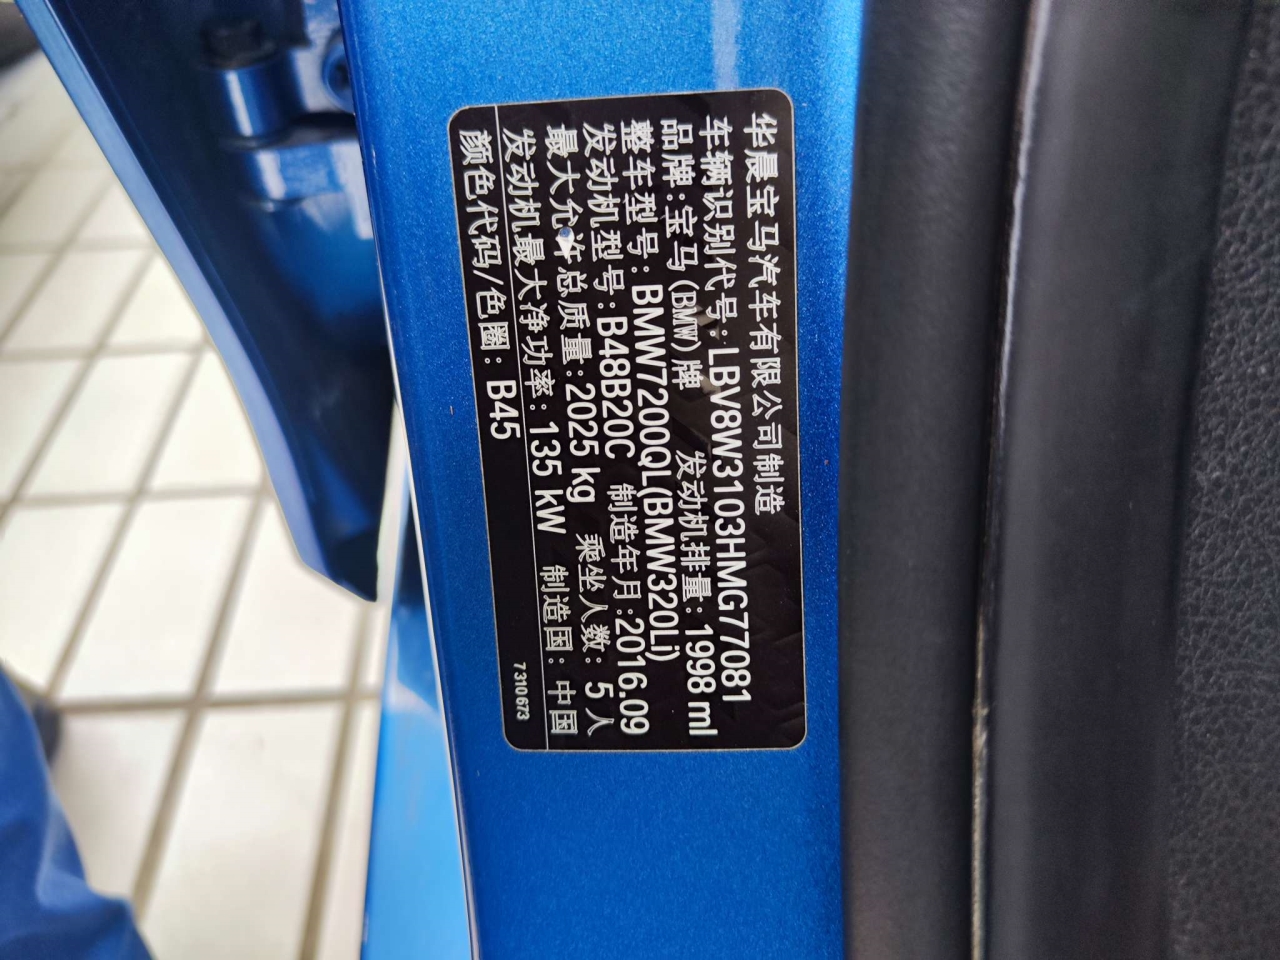 华晨宝马汽车有限公司制造
车辆识别代号:LBV8W3103HMG77081
品牌:宝马(BMW)牌 发动机排量:1998 ml
整车型号:BMW7200QL(BMW320Li)
发动机型号:B48B20C 制造年月:2016.09
最大允许总质量:2025 kg 乘坐人数: 5 人
发动机最大净功率: 135 kW 制造国: 中国
颜色代码/色圈: B45 7310673